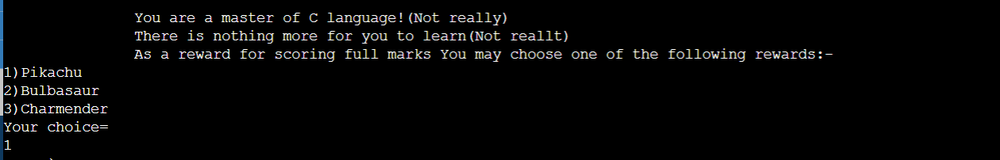 You are a master of C language!(Not really)
There is nothing more for you to learn(Not reallt)
As a reward for scoring full marks You may choose one of the following rewards:-
1)Pikachu
2)Bulbasaur
3)Charmender
Your choice=
1